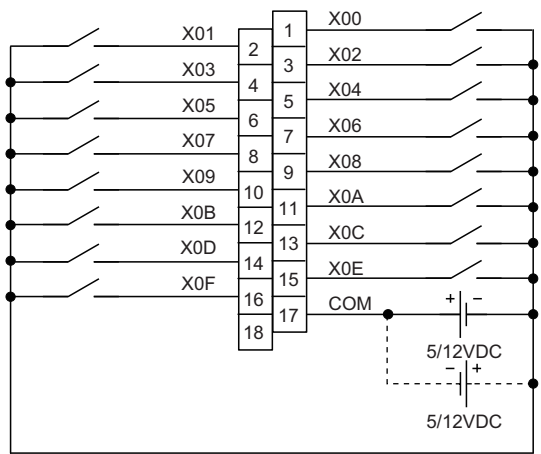 1 X00
X01 2
3 X02
X03 4
5 X04
X05 6
7 X06
X07 8
9 X08
X09 10
11 X0A
X0B 12
13 X0C
X0D 14
15 X0E
X0F 16
17 COM + −
18
5/12VDC
− +
5/12VDC